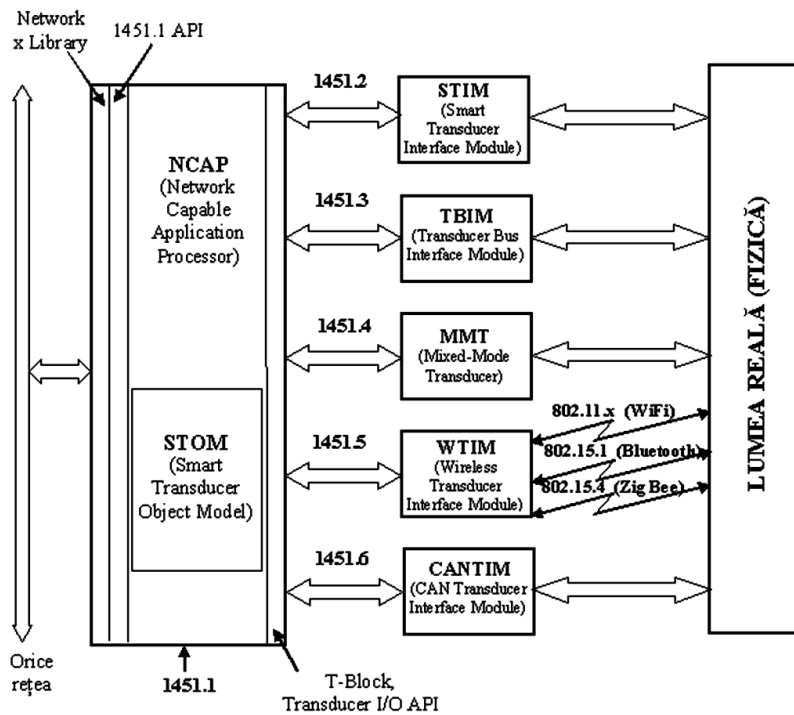 Network
x Library
1451.1 API
NCAP
(Network
Capable
Application
Processor)
STOM
(Smart
Transducer
Object Model)
1451.2
STIM
(Smart
Transducer
Interface Module)
1451.3
TBIM
(Transducer Bus
Interface Module)
1451.4
MMT
(Mixed-Mode
Transducer)
1451.5
WTIM
(Wireless
Transducer
Interface Module)
802.11.x (WiFi)
802.15.1 (Bluetooth)
802.15.4 (Zig Bee)
1451.6
CANTIM
(CAN Transducer
Interface Module)
LUMEA REALĂ (FIZICĂ)
Orice
rețea
1451.1
T-Block,
Transducer I/O API